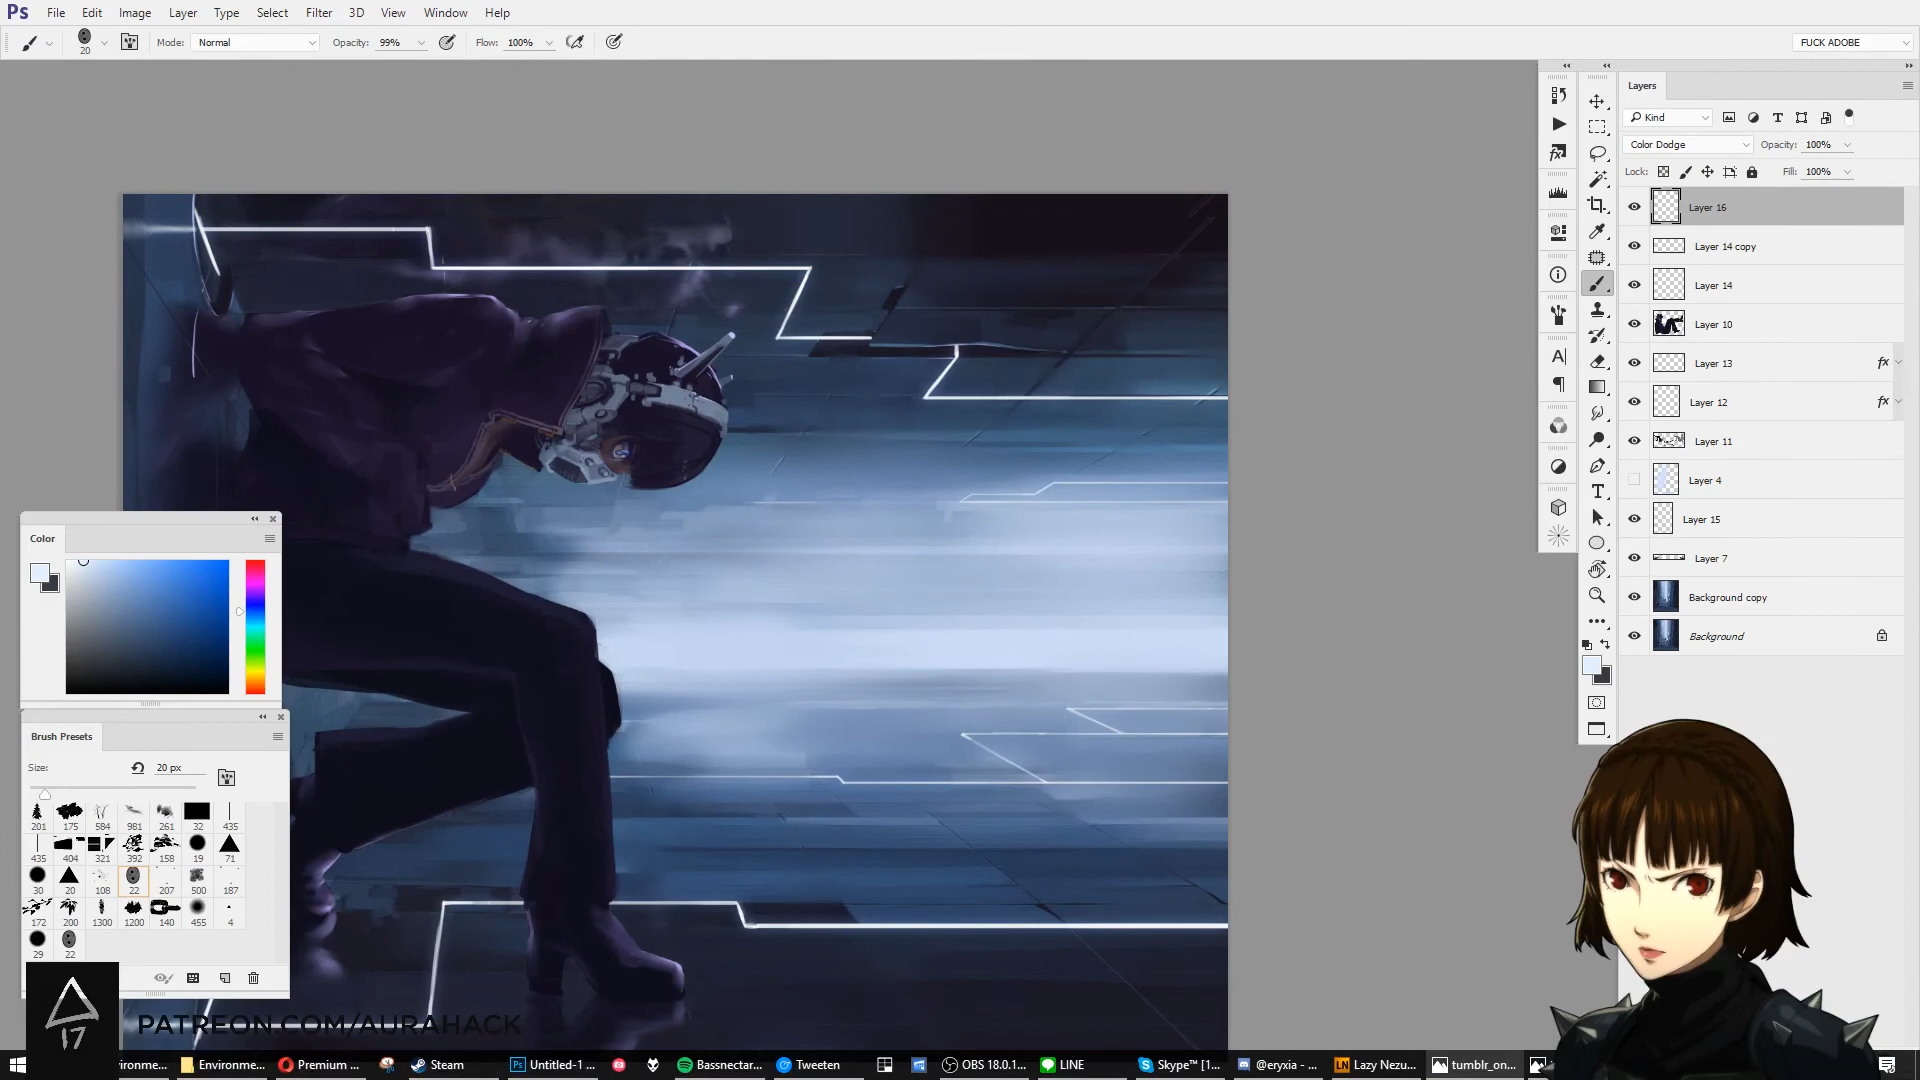 Ps File Edit Image Layer Type Select Filter 3D View Window Help
20 Mode: Normal Opacity: 99% Flow: 100% FUCK ADOBE
Layers
Kind
Color Dodge Opacity: 100%
Lock: Fill: 100%
Layer 16
Layer 14 copy
Layer 14
Layer 10
Layer 13 fx
Layer 12 fx
Layer 11
Layer 4
Layer 15
Layer 7
Background copy
Background
Color
Brush Presets
Size: 20 px
201 175 584 981 261 32 435
435 404 321 392 158 19 71
30 20 108 22 207 500 187
172 200 1300 1200 140 455 4
29 22
17
PATREON.COM/AURAHACK
ironme... Environme... Premium ... Steam Ps Untitled-1 ... Bassnectar... Tweeten OBS 18.0.1... LINE Skype™ [1... @eryxia - ... LN Lazy Nezu... tumblr_on...